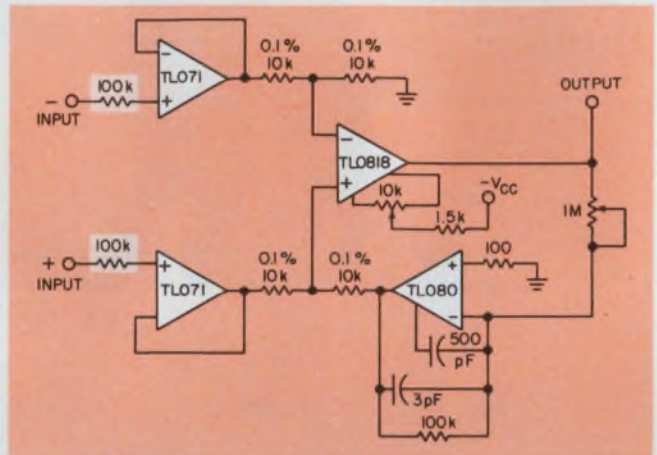 0.1%
10k
0.1%
10k
TL071
100k
−
INPUT
OUTPUT
TL081B
10k
−VCC
1.5k
1M
100k
+
INPUT
TL071
0.1%
10k
0.1%
10k
TL080
100
500
pF
3pF
100k